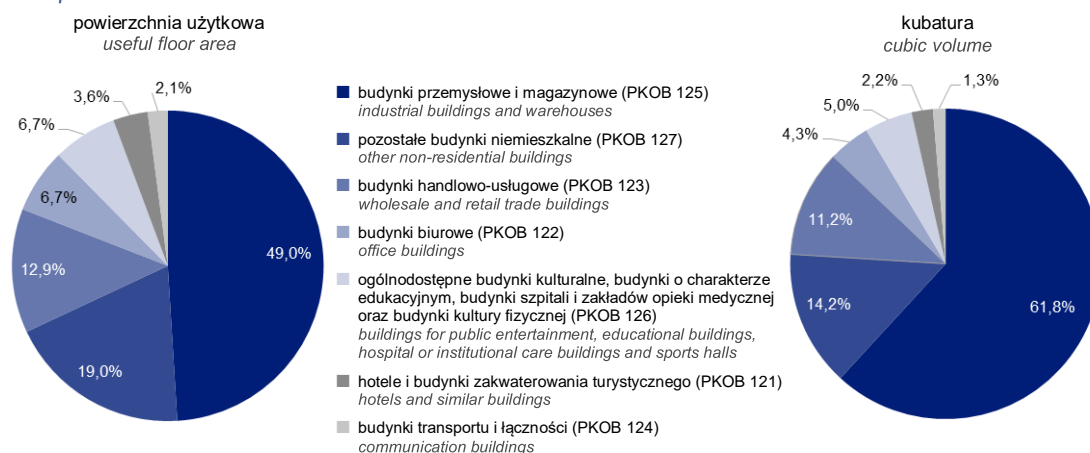 powierzchnia użytkowa
useful floor area
2,1%
3,6%
6,7%
6,7%
12,9%
19,0%
49,0%
budynki przemysłowe i magazynowe (PKOB 125)
industrial buildings and warehouses
pozostałe budynki niemieszkalne (PKOB 127)
other non-residential buildings
budynki handlowo-usługowe (PKOB 123)
wholesale and retail trade buildings
budynki biurowe (PKOB 122)
office buildings
ogólnodostępne budynki kulturalne, budynki o charakterze
edukacyjnym, budynki szpitali i zakładów opieki medycznej
oraz budynki kultury fizycznej (PKOB 126)
buildings for public entertainment, educational buildings,
hospital or institutional care buildings and sports halls
hotele i budynki zakwaterowania turystycznego (PKOB 121)
hotels and similar buildings
budynki transportu i łączności (PKOB 124)
communication buildings
kubatura
cubic volume
2,2%
1,3%
5,0%
4,3%
11,2%
14,2%
61,8%